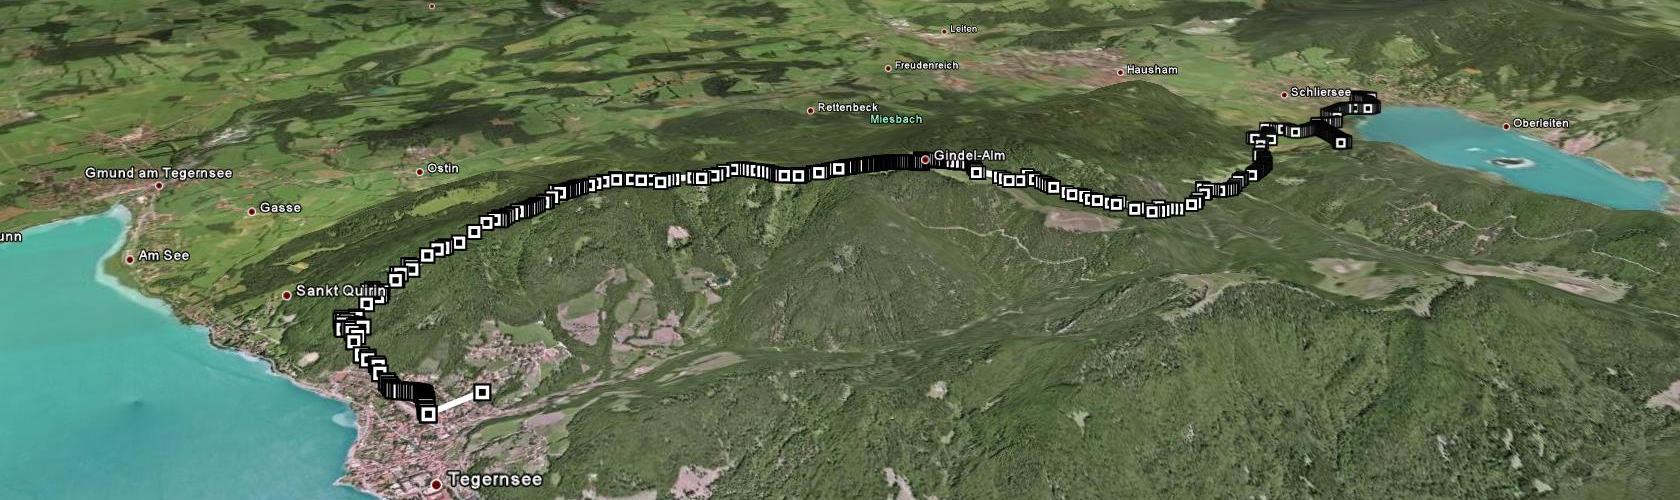 Leiten
Freudenreich
Hausham
Schliersee
Rettenbeck
Miesbach
Oberleiten
Gindel-Alm
Ostin
Gmund am Tegernsee
Gasse
unn
Am See
Sankt Quirin
Tegernsee